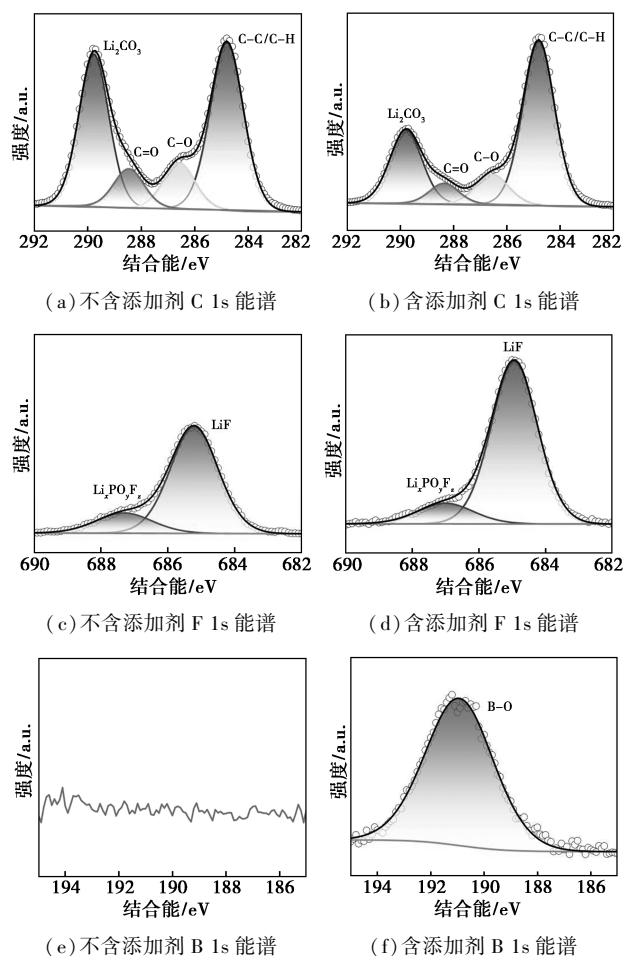 Li₂CO₃
C=O
C-O
C-C/C-H
强度/a.u.
292 290 288 286 284 282
结合能/eV
(a)不含添加剂 C 1s 能谱
Li₂CO₃
C=O
C-O
C-C/C-H
强度/a.u.
292 290 288 286 284 282
结合能/eV
(b)含添加剂 C 1s 能谱
LiₓPOᵧF_z
LiF
强度/a.u.
690 688 686 684 682
结合能/eV
(c)不含添加剂 F 1s 能谱
LiF
LiₓPOᵧF_z
强度/a.u.
690 688 686 684 682
结合能/eV
(d)含添加剂 F 1s 能谱
强度/a.u.
194 192 190 188 186
结合能/eV
(e)不含添加剂 B 1s 能谱
B-O
强度/a.u.
194 192 190 188 186
结合能/eV
(f)含添加剂 B 1s 能谱